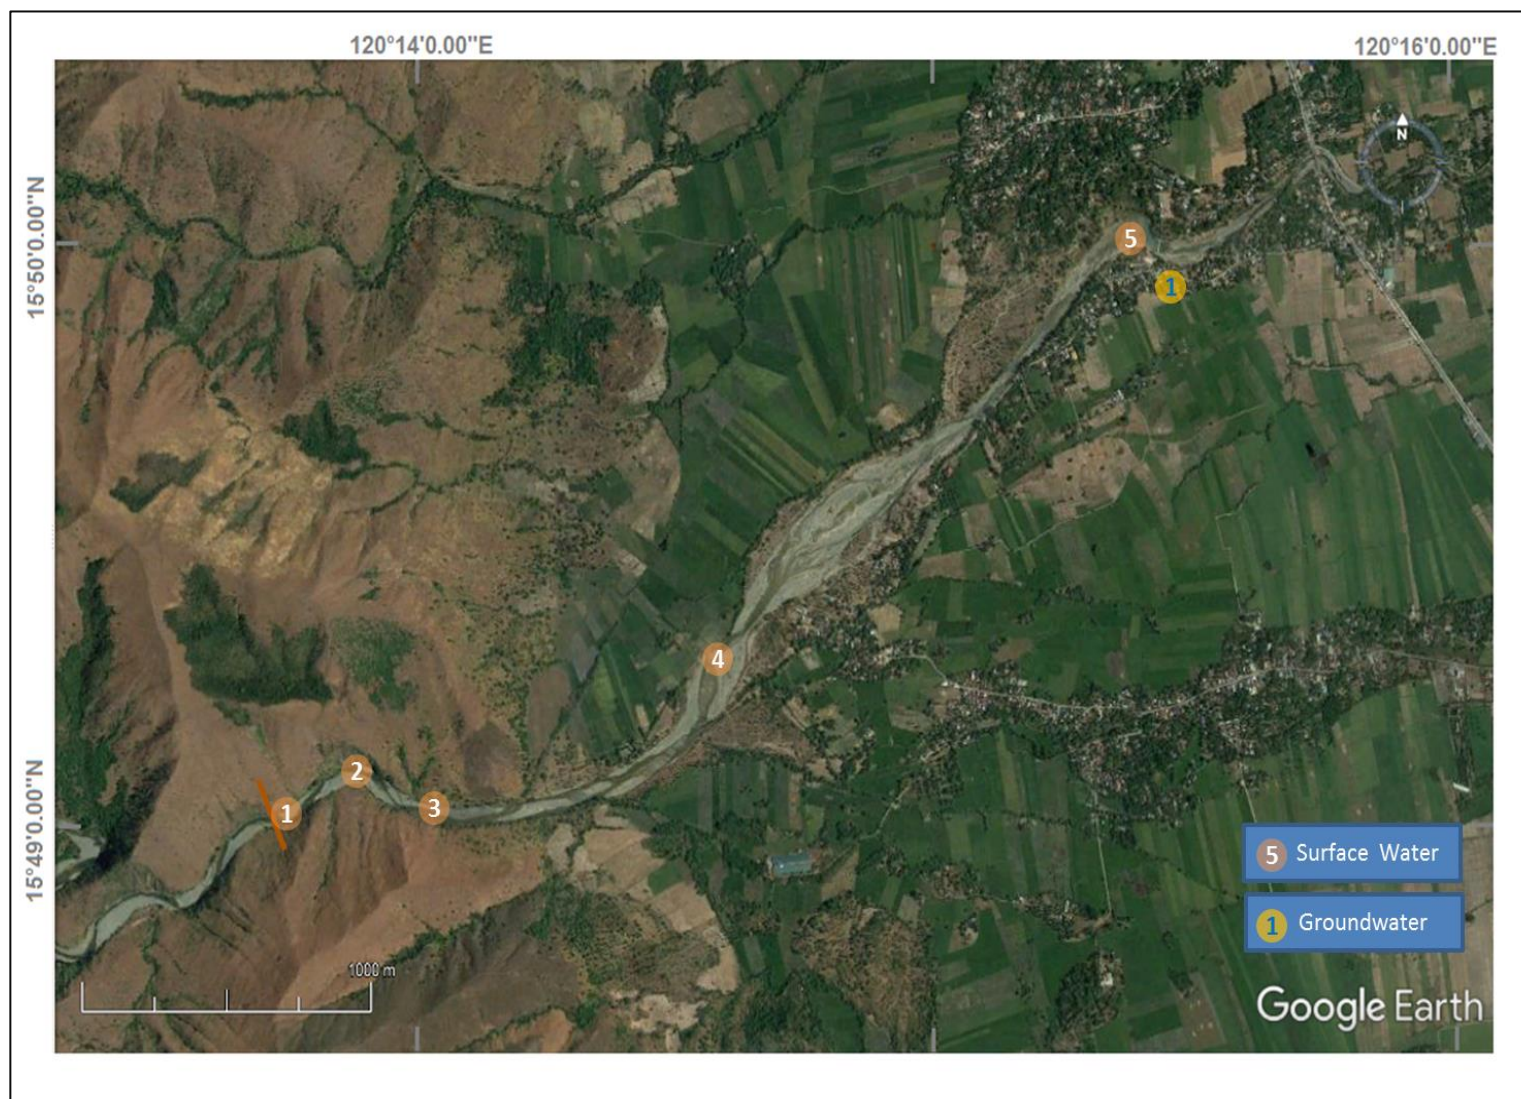 120°14'0.00"E
120°16'0.00"E
N
15°50'0.00"N
5
1
4
2
1
3
15°49'0.00"N
5 Surface Water
1 Groundwater
1000 m
Google Earth